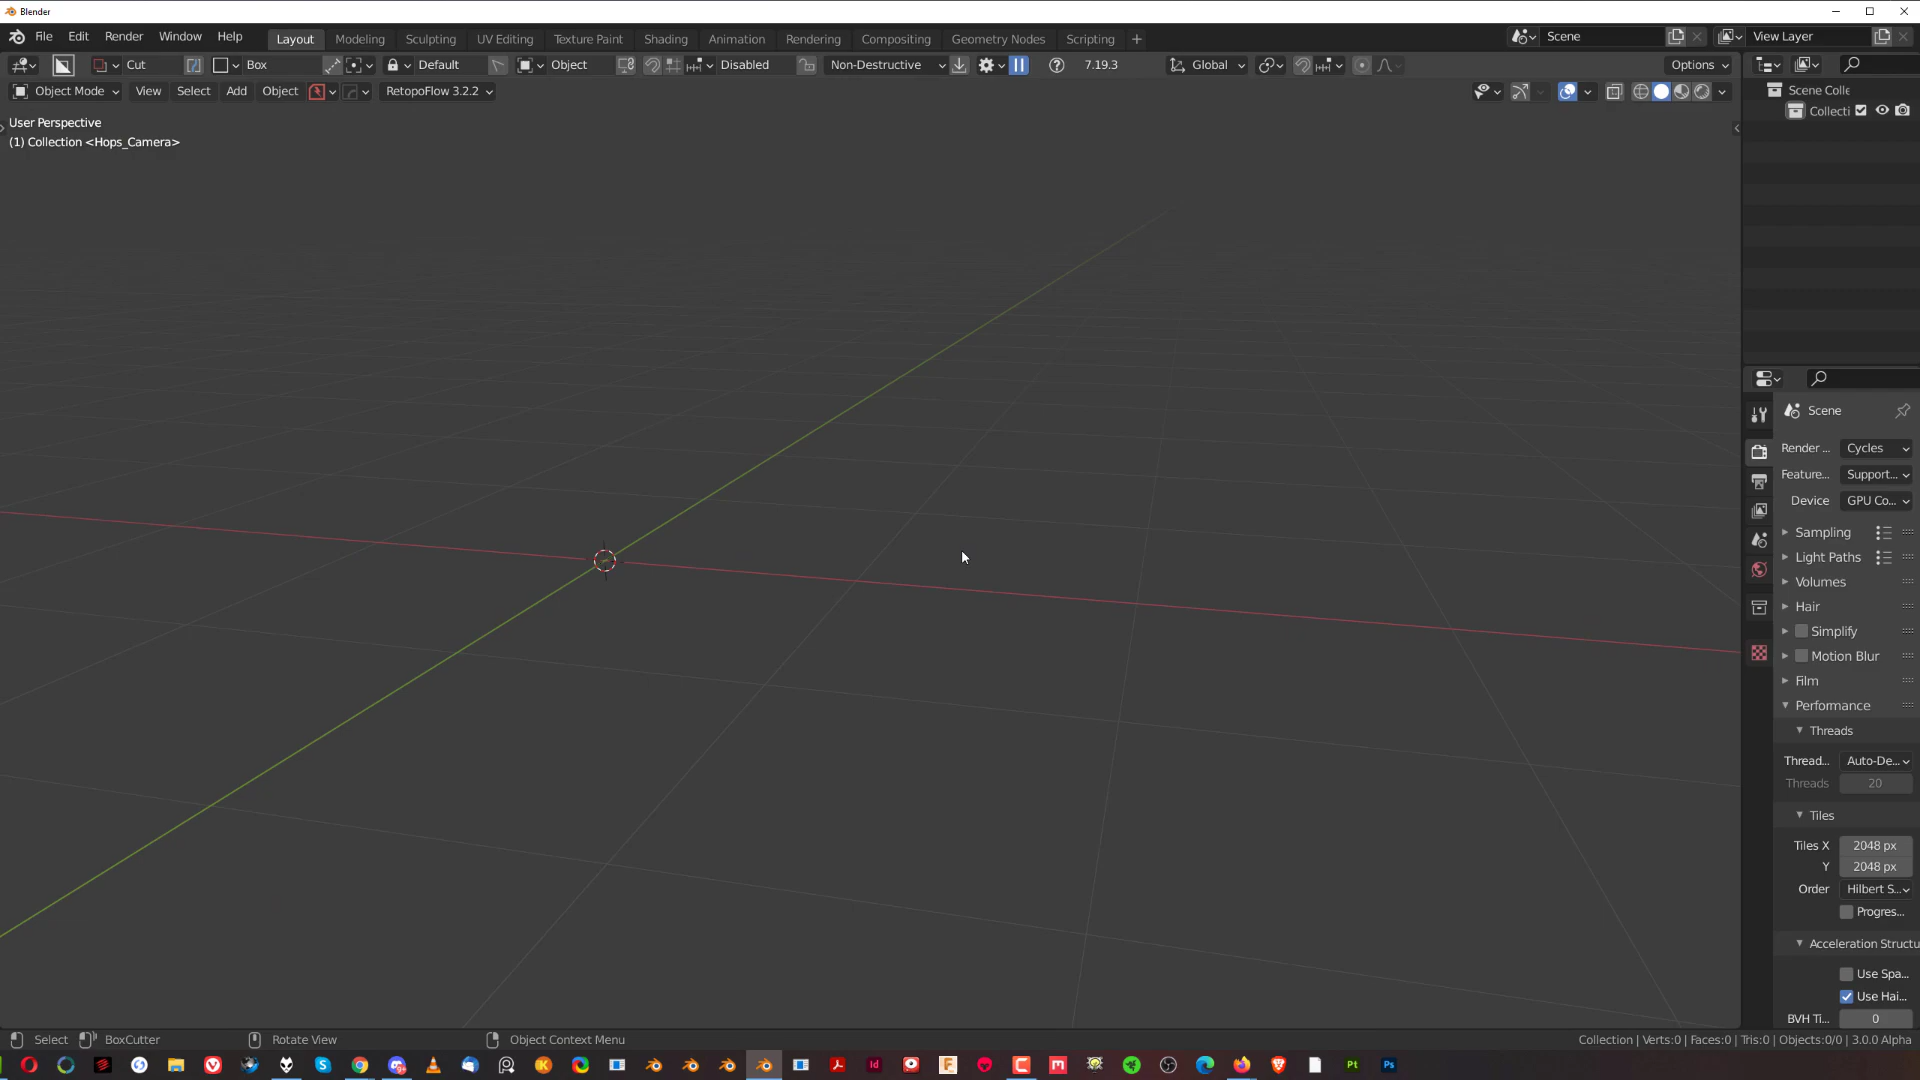 Blender
File Edit Render Window Help Layout Modeling Sculpting UV Editing Texture Paint Shading Animation Rendering Compositing Geometry Nodes Scripting + Scene View Layer
Cut Box Default Object Disabled Non-Destructive 7.19.3 Global Options
Object Mode View Select Add Object RetopoFlow 3.2.2
Scene Colle
Collecti
User Perspective
(1) Collection <Hops_Camera>
Scene
Render ... Cycles
Feature... Support...
Device GPU Co...
Sampling
Light Paths
Volumes
Hair
Simplify
Motion Blur
Film
Performance
Threads
Thread... Auto-De...
Threads 20
Tiles
Tiles X 2048 px
Y 2048 px
Order Hilbert S...
Progres...
Acceleration Structu
Use Spa...
Use Hai...
BVH Ti... 0
Select BoxCutter Rotate View Object Context Menu Collection | Verts:0 | Faces:0 | Tris:0 | Objects:0/0 | 3.0.0 Alpha